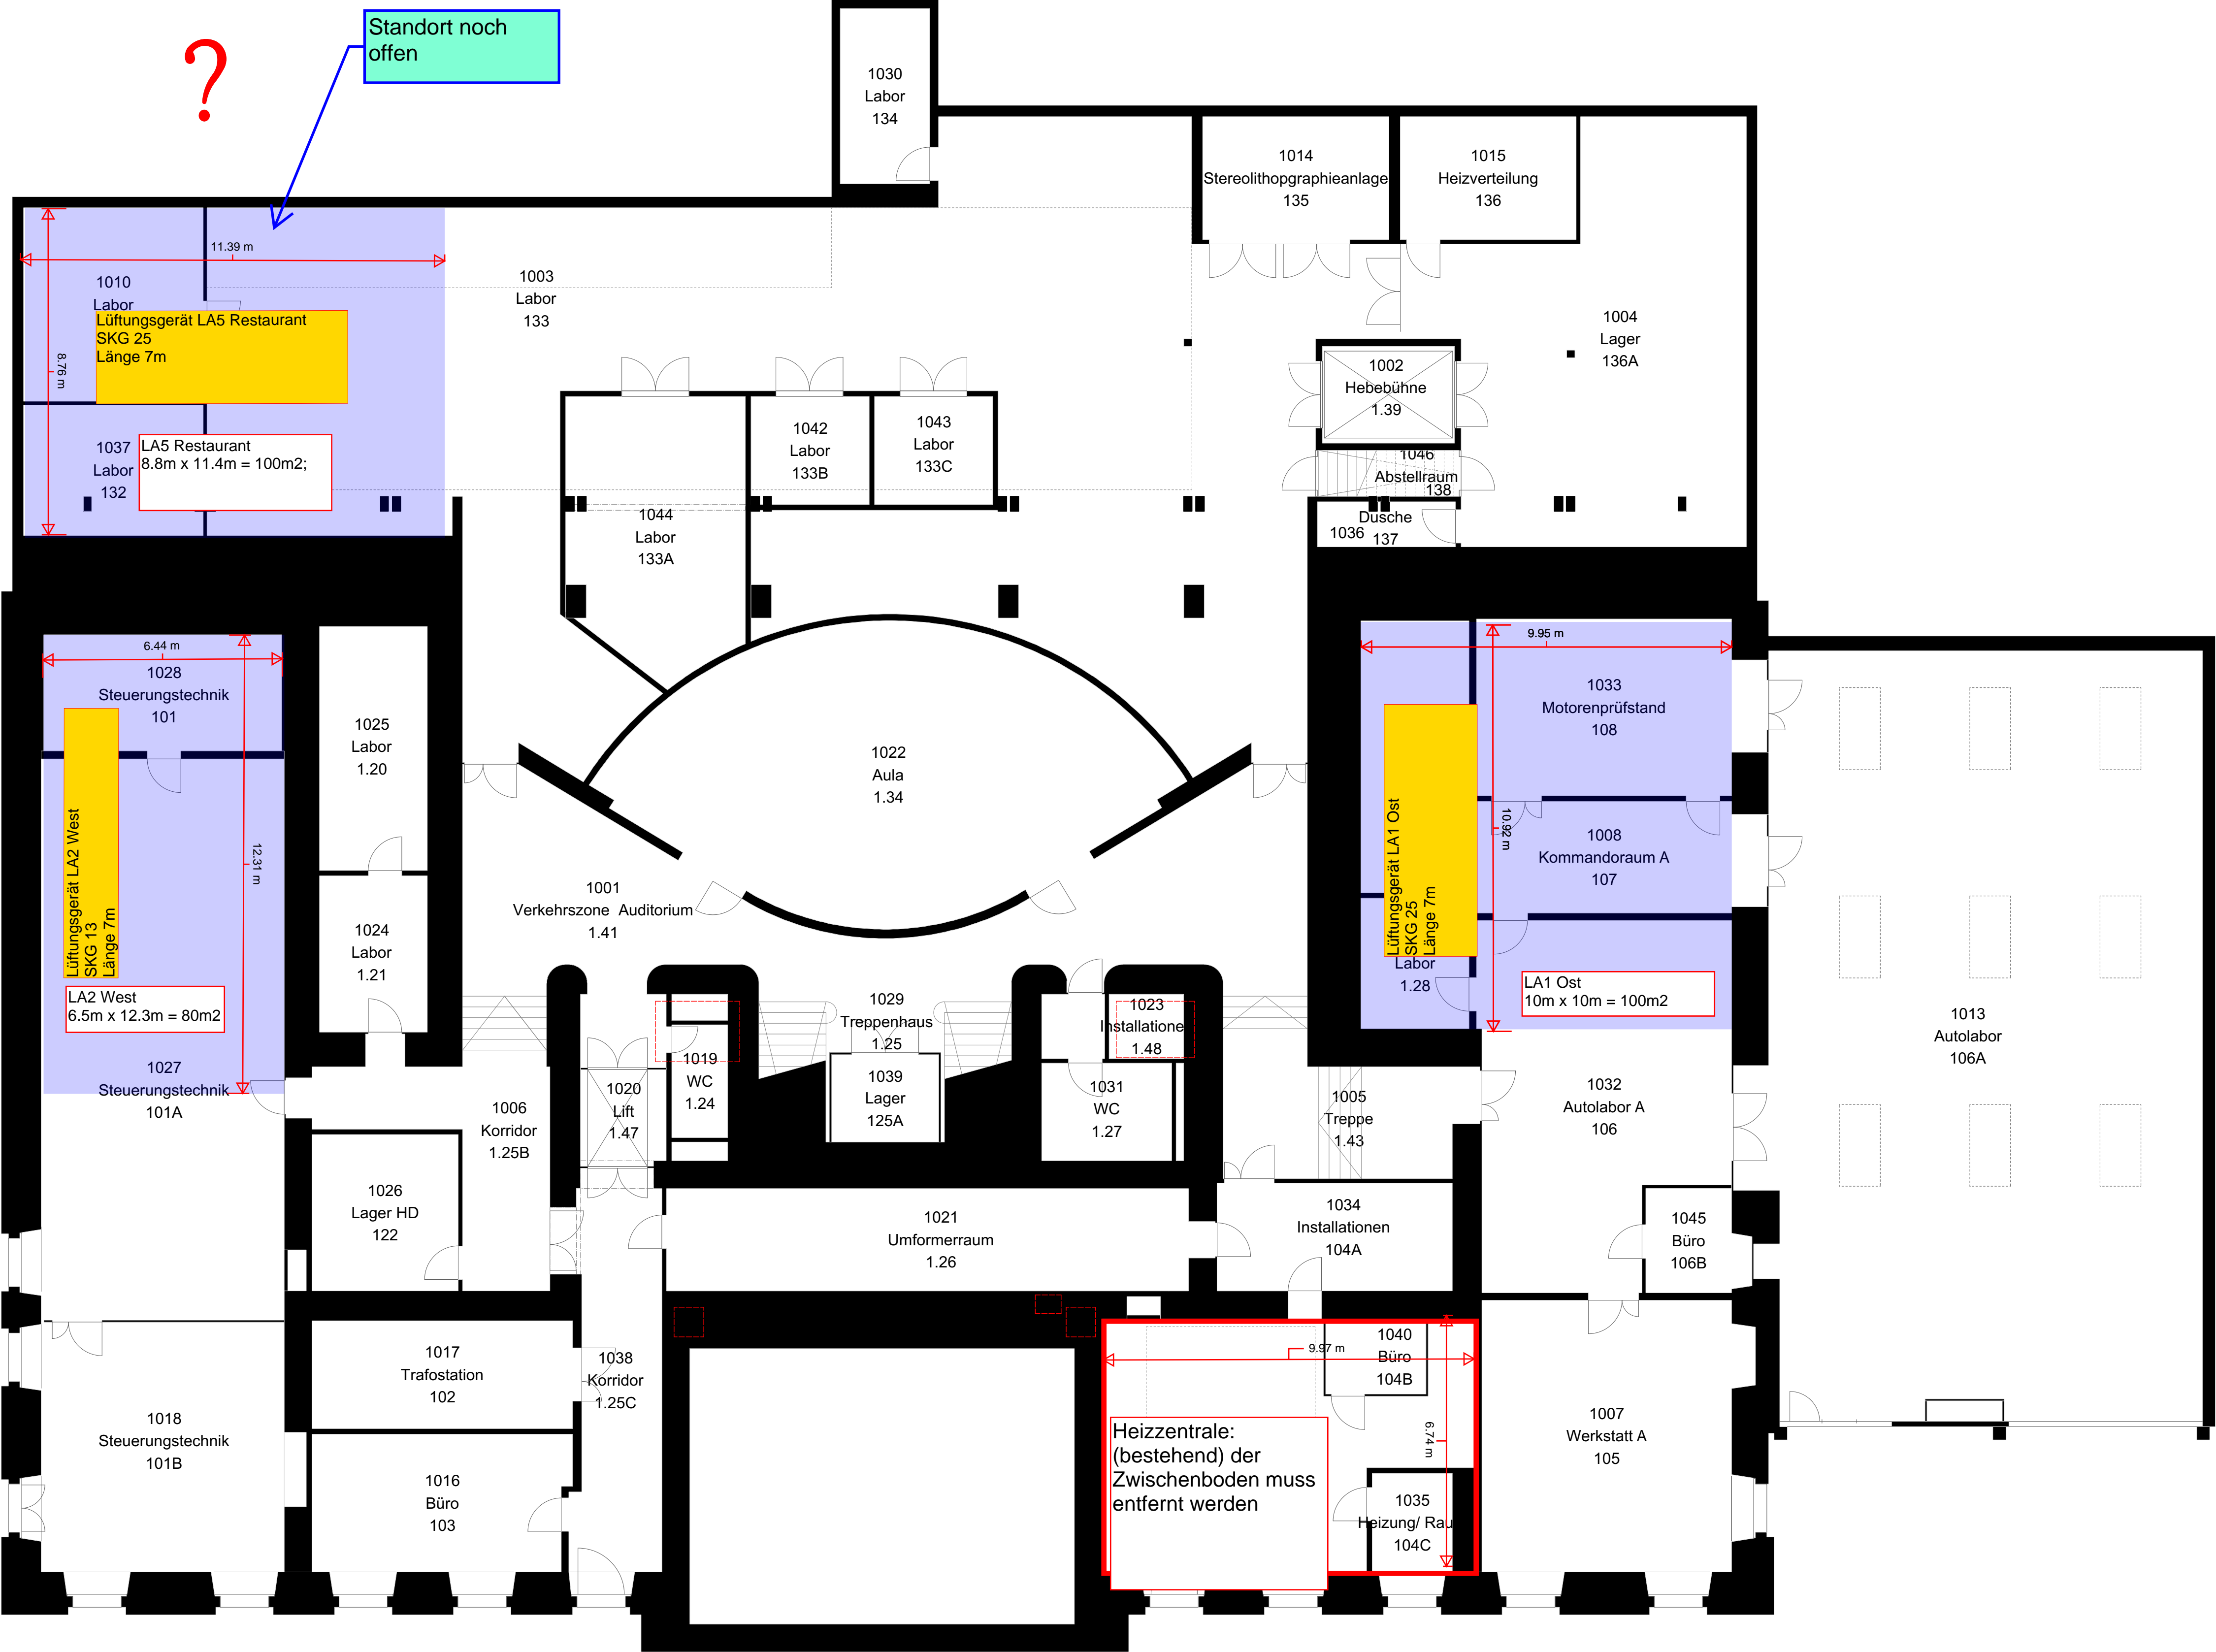 ?
Standort noch
offen
1030
Labor
134
1014
Stereolithopgraphieanlage
135
1015
Heizverteilung
136
11.39 m
8.76 m
1010
Labor
Lüftungsgerät LA5 Restaurant
SKG 25
Länge 7m
1003
Labor
133
1004
Lager
136A
1002
Hebebühne
1.39
1037
Labor
132
LA5 Restaurant
8.8m x 11.4m = 100m2;
1042
Labor
133B
1043
Labor
133C
1046
Abstellraum
138
1044
Labor
133A
Dusche
1036
137
6.44 m
1028
Steuerungstechnik
101
12.31 m
Lüftungsgerät LA2 West
SKG 13
Länge 7m
LA2 West
6.5m x 12.3m = 80m2
1027
Steuerungstechnik
101A
1025
Labor
1.20
1024
Labor
1.21
1022
Aula
1.34
1001
Verkehrszone  Auditorium
1.41
9.95 m
1033
Motorenprüfstand
108
10.92 m
1008
Kommandoraum A
107
Lüftungsgerät LA1 Ost
SKG 25
Länge 7m
Labor
1.28
LA1 Ost
10m x 10m = 100m2
1013
Autolabor
106A
1029
Treppenhaus
1.25
1023
Installatione
1.48
1019
WC
1.24
1020
Lift
1.47
1039
Lager
125A
1031
WC
1.27
1006
Korridor
1.25B
1005
Treppe
1.43
1032
Autolabor A
106
1026
Lager HD
122
1021
Umformerraum
1.26
1034
Installationen
104A
1045
Büro
106B
1017
Trafostation
102
1038
Korridor
1.25C
1040
Büro
104B
9.97 m
6.74 m
Heizzentrale:
(bestehend) der
Zwischenboden muss
entfernt werden
1018
Steuerungstechnik
101B
1016
Büro
103
1035
Heizung/ Rau
104C
1007
Werkstatt A
105